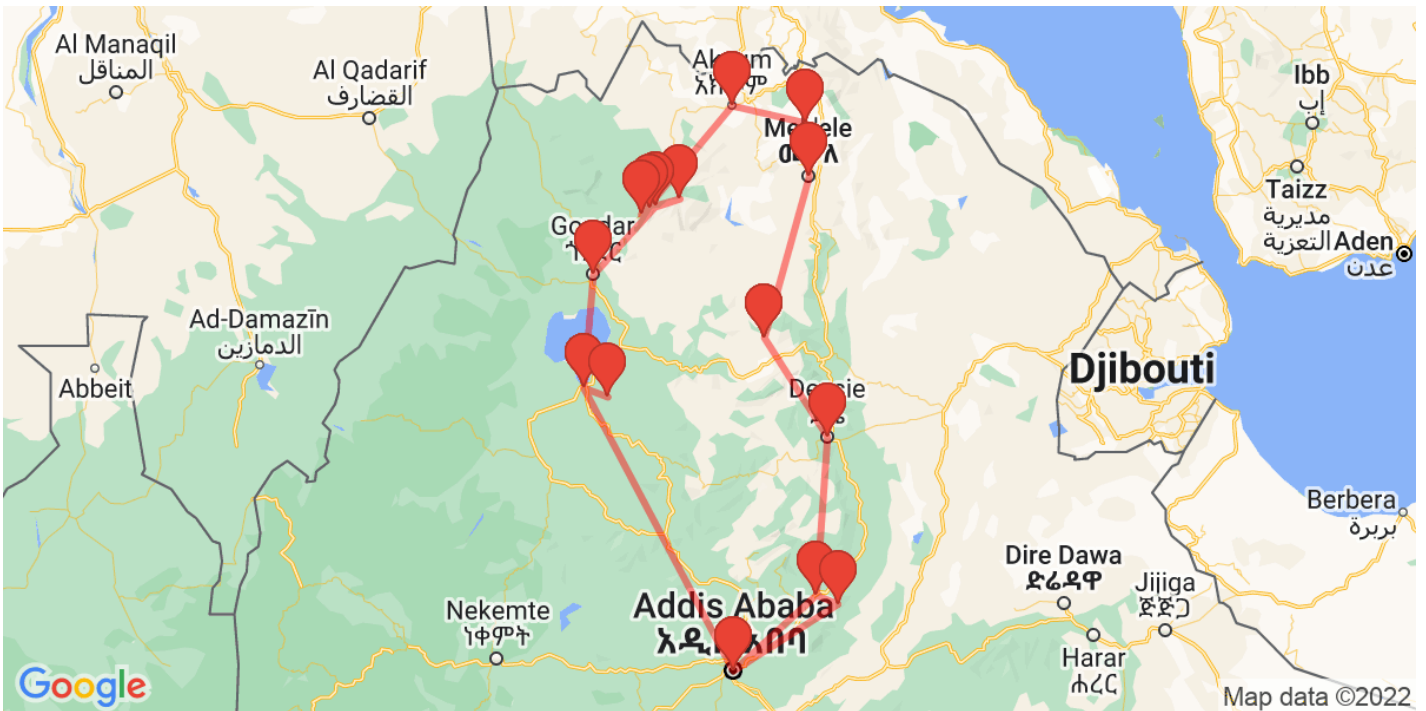 Al Manaqil
المناقل
Al Qadarif
القضارف
Ibb
إب
Taizz
مديرية
التعزية
Aden
عدن
Ad-Damazīn
الدمازين
Abbeit
Djibouti
Berbera
بربرة
Dire Dawa
ድሬዳዋ
Jijiga
ጅጅጋ
Nekemte
ነቀምት
Addis Ababa
Harar
ሐረር
Google
Map data ©2022